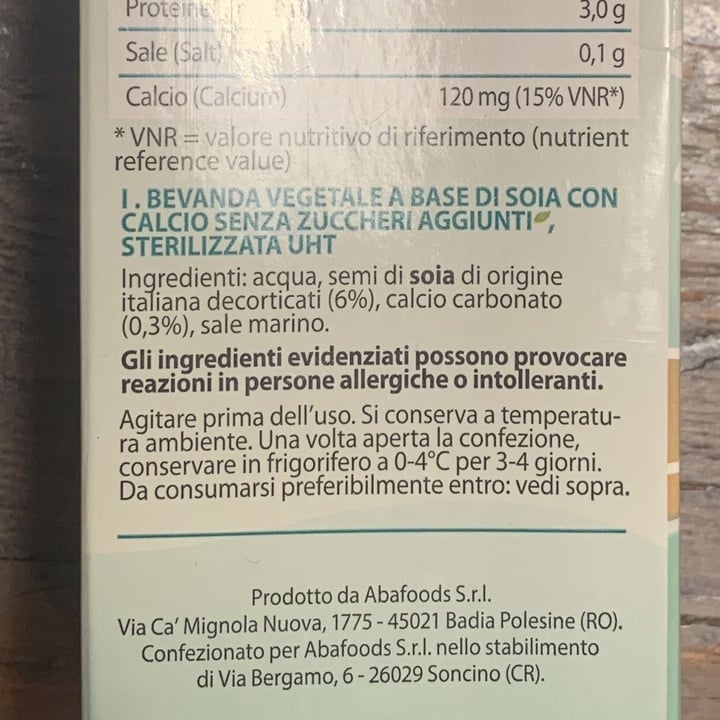 Proteine
3,0 g
Sale (Salt)
0,1 g
Calcio (Calcium)
120 mg (15% VNR*)
* VNR = valore nutritivo di riferimento (nutrient
reference value)
I. BEVANDA VEGETALE A BASE DI SOIA CON
CALCIO SENZA ZUCCHERI AGGIUNTI,
STERILIZZATA UHT
Ingredienti: acqua, semi di soia di origine
italiana decorticati (6%), calcio carbonato
(0,3%), sale marino.
Gli ingredienti evidenziati possono provocare
reazioni in persone allergiche o intolleranti.
Agitare prima dell'uso. Si conserva a temperatu-
ra ambiente. Una volta aperta la confezione,
conservare in frigorifero a 0-4°C per 3-4 giorni.
Da consumarsi preferibilmente entro: vedi sopra.
Prodotto da Abafoods S.r.l.
Via Ca' Mignola Nuova, 1775 - 45021 Badia Polesine (RO).
Confezionato per Abafoods S.r.l. nello stabilimento
di Via Bergamo, 6 - 26029 Soncino (CR).